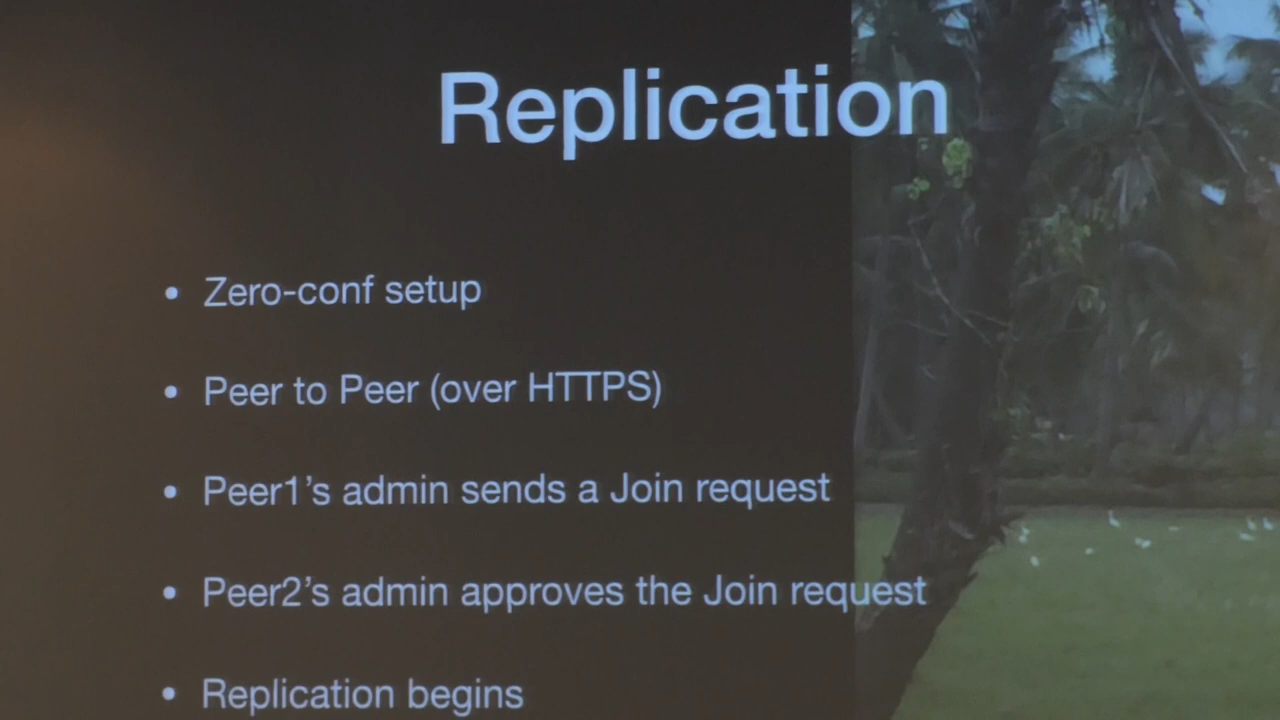 Replication
• Zero-conf setup
• Peer to Peer (over HTTPS)
• Peer1’s admin sends a Join request
• Peer2’s admin approves the Join request
• Replication begins